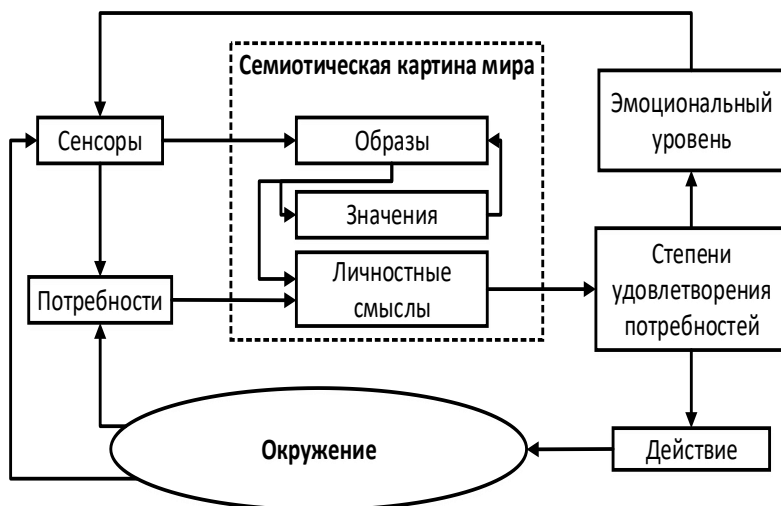 Семиотическая картина мира
Эмоциональный
уровень
Сенсоры
Образы
Значения
Потребности
Личностные
смыслы
Степени
удовлетворения
потребностей
Окружение
Действие